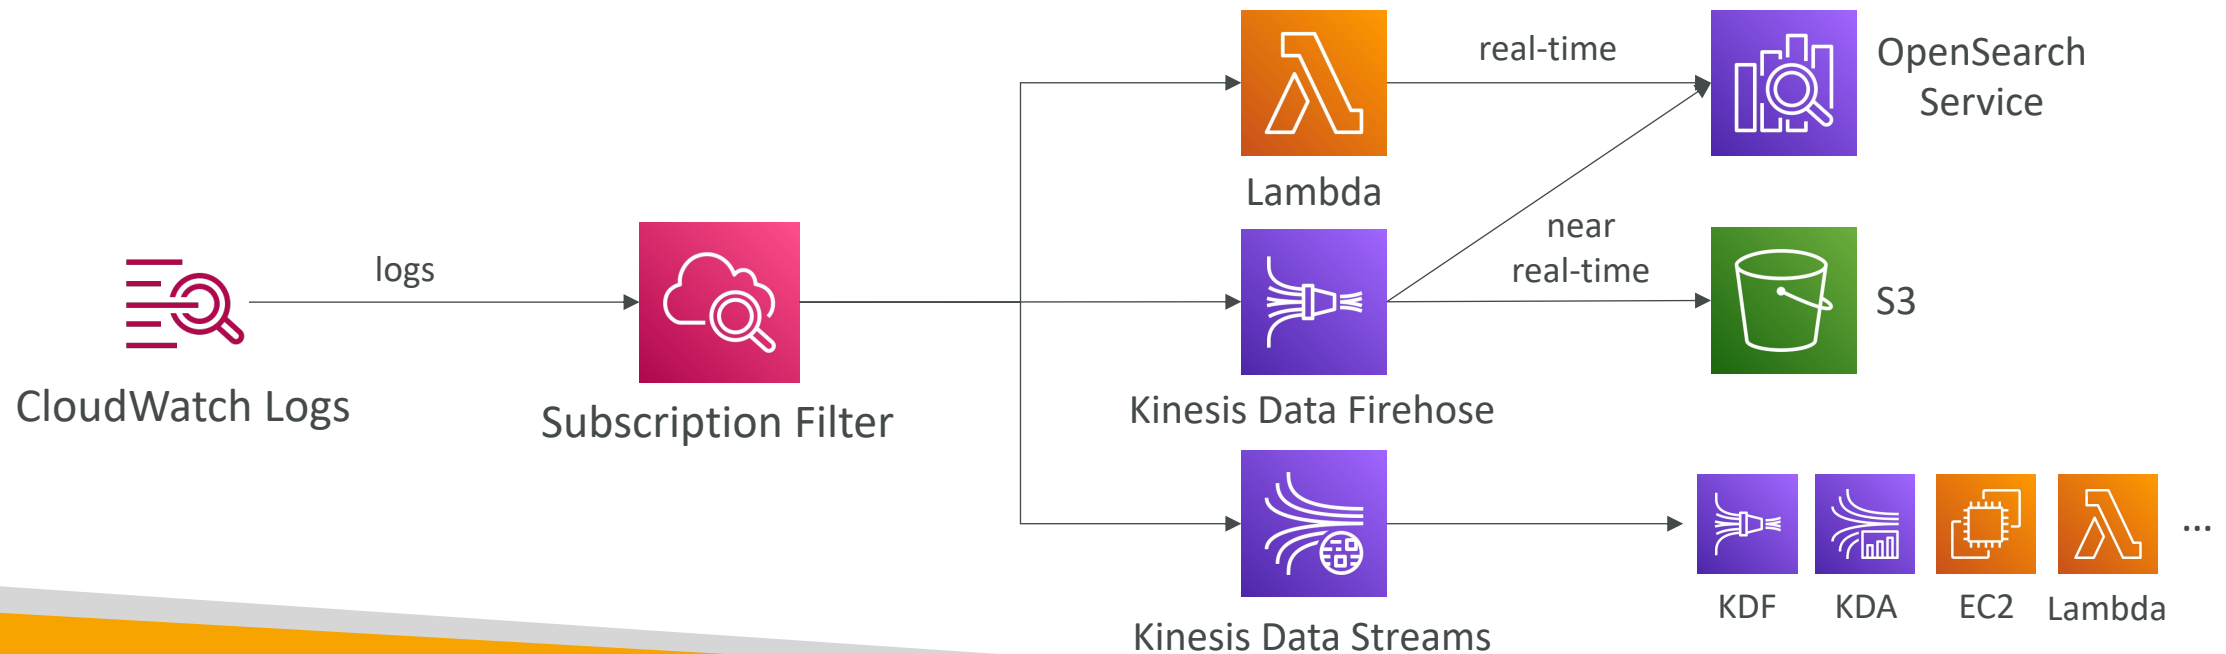 CloudWatch Logs
logs
Subscription Filter
Lambda
real-time
OpenSearch
Service
Kinesis Data Firehose
near
real-time
S3
Kinesis Data Streams
KDF
KDA
EC2
Lambda
...